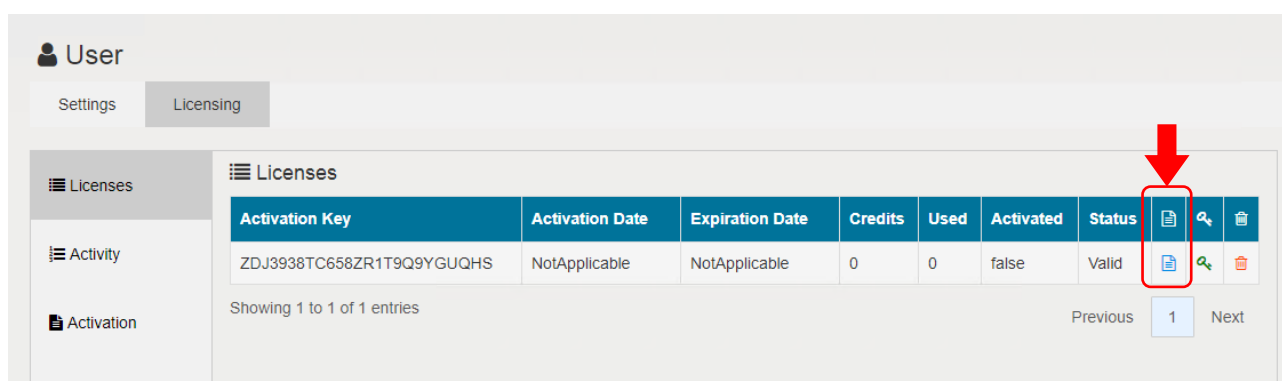 User
Settings Licensing
Licenses
Activity
Activation
Licenses
Activation Key Activation Date Expiration Date Credits Used Activated Status
ZDJ3938TC658ZR1T9Q9YGUQHS NotApplicable NotApplicable 0 0 false Valid
Showing 1 to 1 of 1 entries
Previous 1 Next